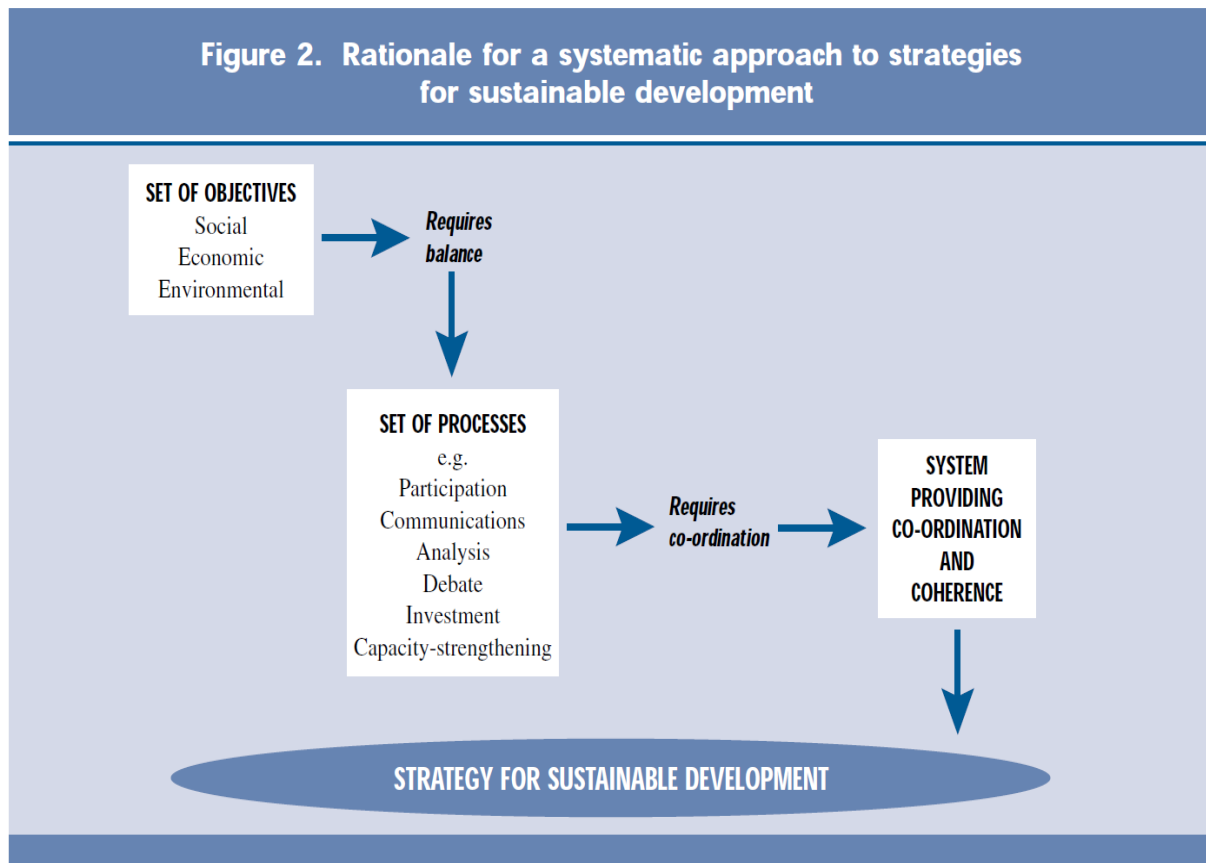 Figure 2. Rationale for a systematic approach to strategies
for sustainable development
SET OF OBJECTIVES
Social
Economic
Environmental
Requires
balance
SET OF PROCESSES
e.g.
Participation
Communications
Analysis
Debate
Investment
Capacity-strengthening
Requires
co-ordination
SYSTEM
PROVIDING
CO-ORDINATION
AND
COHERENCE
STRATEGY FOR SUSTAINABLE DEVELOPMENT